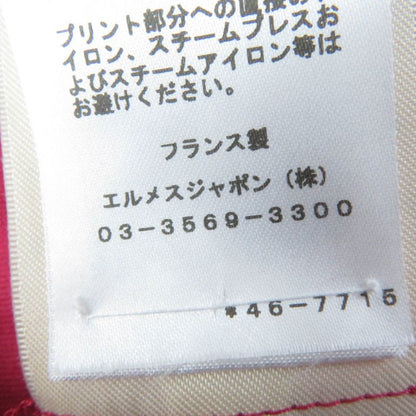 プリント部分への直接の
イロン、スチームプレスお
よびスチームアイロン等は
お避けください。
フランス製
エルメスジャポン(株)
03-3569-3300
*46-7715